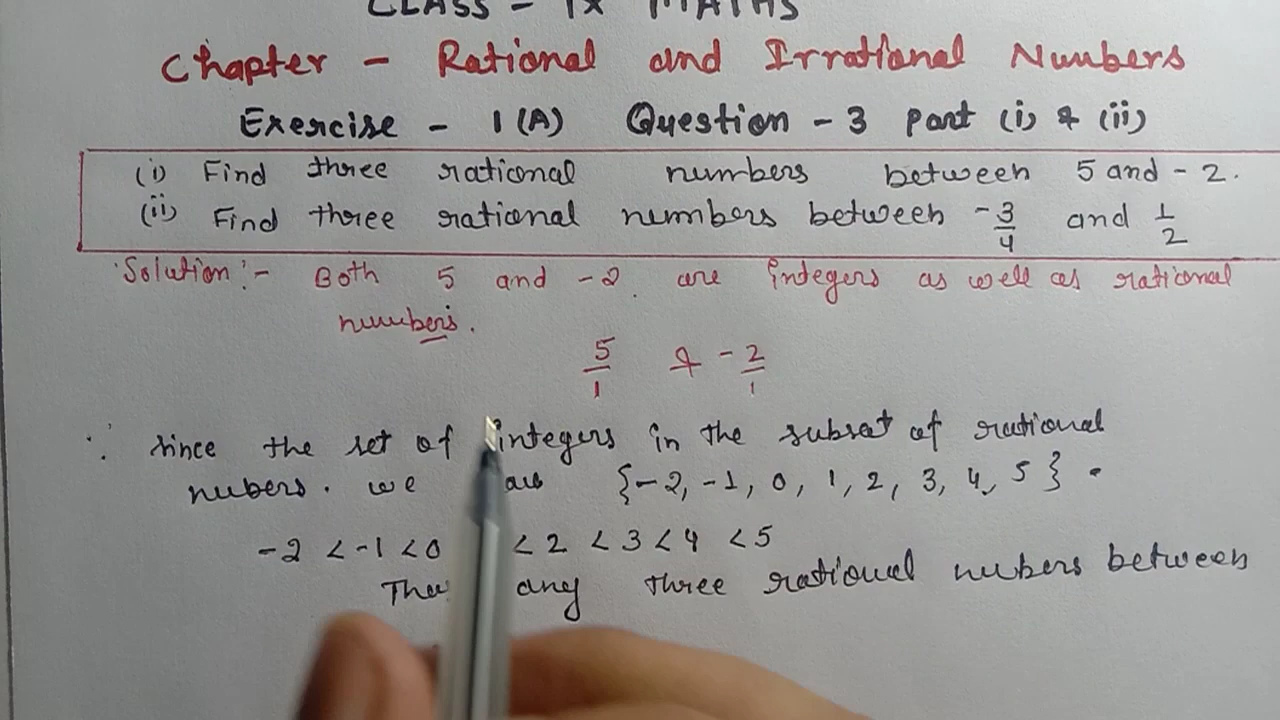 CLASS - IX MATHS
Chapter - Rational and Irrational Numbers
Exercise - 1(A) Question - 3 part (i) & (ii)
(i) Find three rational numbers between 5 and - 2.
(ii) Find three rational numbers between -3/4 and 1/2
Solution :- Both 5 and -2 are integers as well as rational
numbers.
5/1 & -2/1
∵ since the set of integers in the subset of rational
nubers. we {-2, -1, 0, 1, 2, 3, 4, 5}
-2 < -1 < 0 < 2 < 3 < 4 < 5
any three rational nubers between